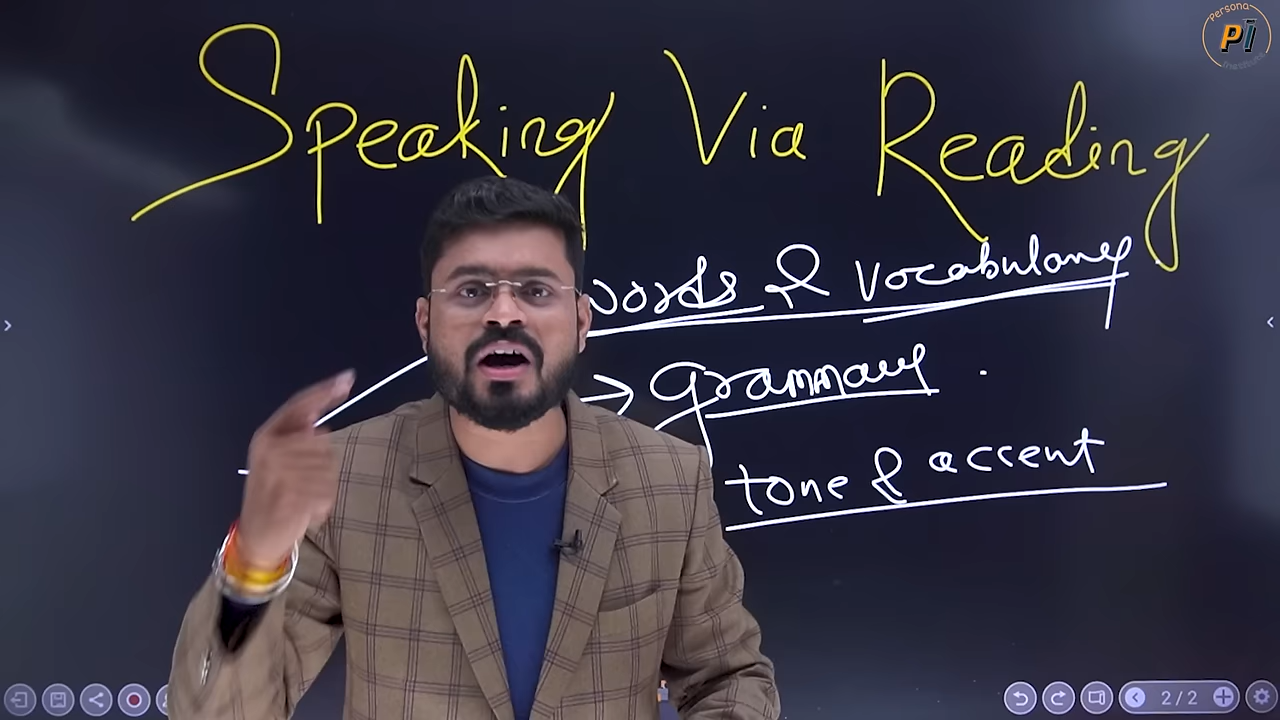 Persona
PI
Speaking Via Reading
words & vocabulary
→ grammar.
tone & accent
2/2